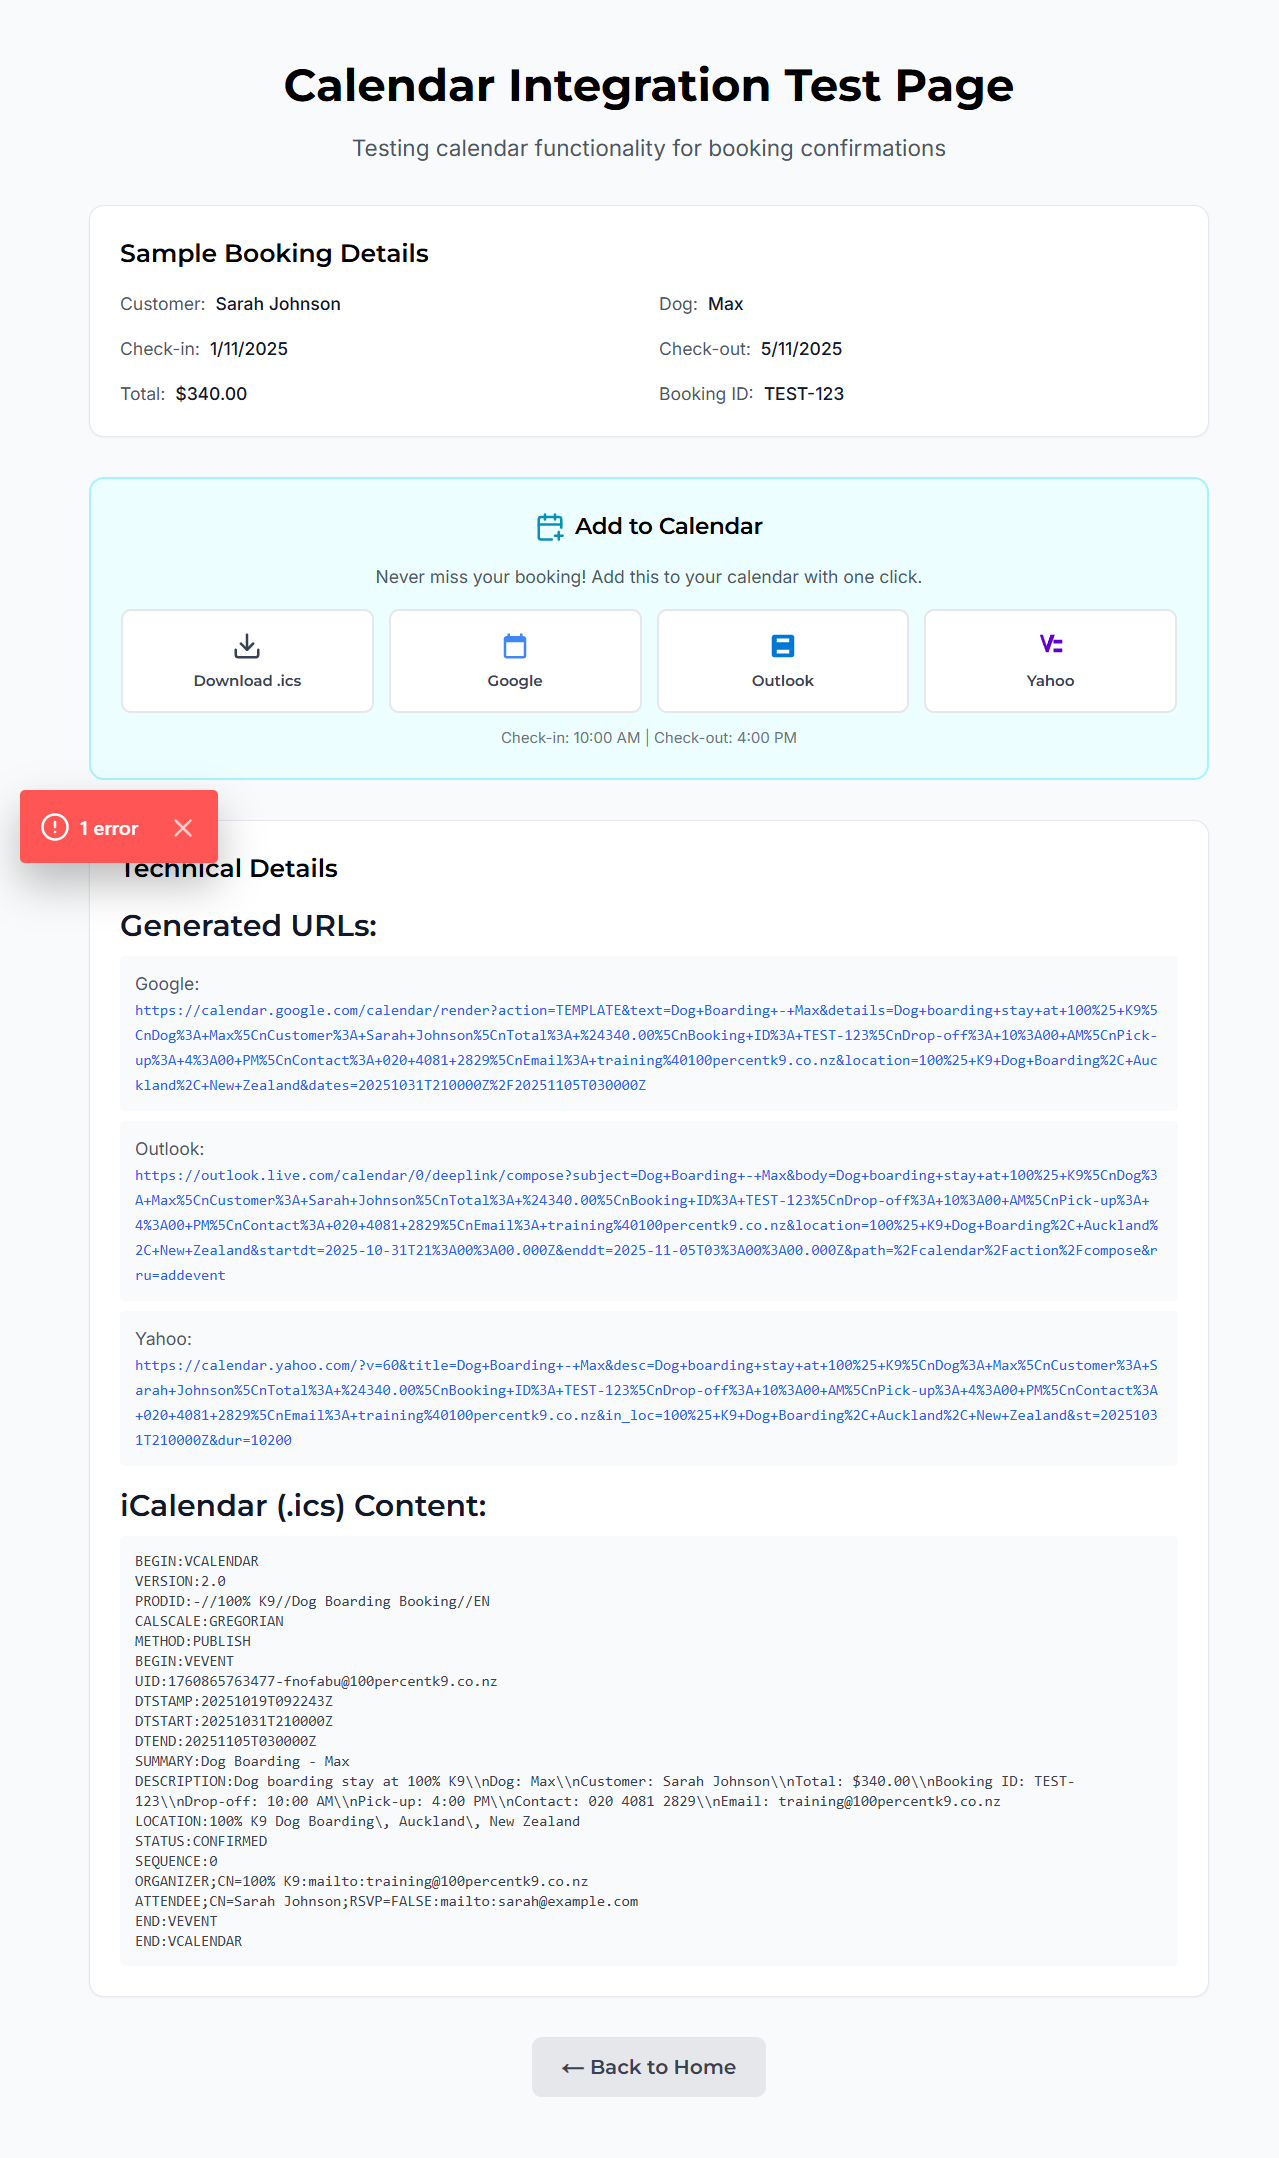 Calendar Integration Test Page
Testing calendar functionality for booking confirmations
Sample Booking Details
Customer: Sarah Johnson
Dog: Max
Check-in: 1/11/2025
Check-out: 5/11/2025
Total: $340.00
Booking ID: TEST-123
Add to Calendar
Never miss your booking! Add this to your calendar with one click.
Download .ics
Google
Outlook
Yahoo
Check-in: 10:00 AM | Check-out: 4:00 PM
1 error
Technical Details
Generated URLs:
Google:
https://calendar.google.com/calendar/render?action=TEMPLATE&text=Dog+Boarding+-+Max&details=Dog+boarding+stay+at+100%25+K9%5
CnDog%3A+Max%5CnCustomer%3A+Sarah+Johnson%5CnTotal%3A+%24340.00%5CnBooking+ID%3A+TEST-123%5CnDrop-off%3A+10%3A00+AM%5CnPick-
up%3A+4%3A00+PM%5CnContact%3A+020+4081+2829%5CnEmail%3A+training%40100percentk9.co.nz&location=100%25+K9+Dog+Boarding%2C+Auc
kland%2C+New+Zealand&dates=20251031T210000Z%2F20251105T030000Z
Outlook:
https://outlook.live.com/calendar/0/deeplink/compose?subject=Dog+Boarding+-+Max&body=Dog+boarding+stay+at+100%25+K9%5CnDog%3
A+Max%5CnCustomer%3A+Sarah+Johnson%5CnTotal%3A+%24340.00%5CnBooking+ID%3A+TEST-123%5CnDrop-off%3A+10%3A00+AM%5CnPick-up%3A+
4%3A00+PM%5CnContact%3A+020+4081+2829%5CnEmail%3A+training%40100percentk9.co.nz&location=100%25+K9+Dog+Boarding%2C+Auckland%
2C+New+Zealand&startdt=2025-10-31T21%3A00%3A00.000Z&enddt=2025-11-05T03%3A00%3A00.000Z&path=%2Fcalendar%2Faction%2Fcompose&r
ru=addevent
Yahoo:
https://calendar.yahoo.com/?v=60&title=Dog+Boarding+-+Max&desc=Dog+boarding+stay+at+100%25+K9%5CnDog%3A+Max%5CnCustomer%3A+S
arah+Johnson%5CnTotal%3A+%24340.00%5CnBooking+ID%3A+TEST-123%5CnDrop-off%3A+10%3A00+AM%5CnPick-up%3A+4%3A00+PM%5CnContact%3A
+020+4081+2829%5CnEmail%3A+training%40100percentk9.co.nz&in_loc=100%25+K9+Dog+Boarding%2C+Auckland%2C+New+Zealand&st=2025103
1T210000Z&dur=10200
iCalendar (.ics) Content:
BEGIN:VCALENDAR
VERSION:2.0
PRODID:-//100% K9//Dog Boarding Booking//EN
CALSCALE:GREGORIAN
METHOD:PUBLISH
BEGIN:VEVENT
UID:1760865763477-fnofabu@100percentk9.co.nz
DTSTAMP:20251019T092243Z
DTSTART:20251031T210000Z
DTEND:20251105T030000Z
SUMMARY:Dog Boarding - Max
DESCRIPTION:Dog boarding stay at 100% K9\\nDog: Max\\nCustomer: Sarah Johnson\\nTotal: $340.00\\nBooking ID: TEST-
123\\nDrop-off: 10:00 AM\\nPick-up: 4:00 PM\\nContact: 020 4081 2829\\nEmail: training@100percentk9.co.nz
LOCATION:100% K9 Dog Boarding\, Auckland\, New Zealand
STATUS:CONFIRMED
SEQUENCE:0
ORGANIZER;CN=100% K9:mailto:training@100percentk9.co.nz
ATTENDEE;CN=Sarah Johnson;RSVP=FALSE:mailto:sarah@example.com
END:VEVENT
END:VCALENDAR
← Back to Home